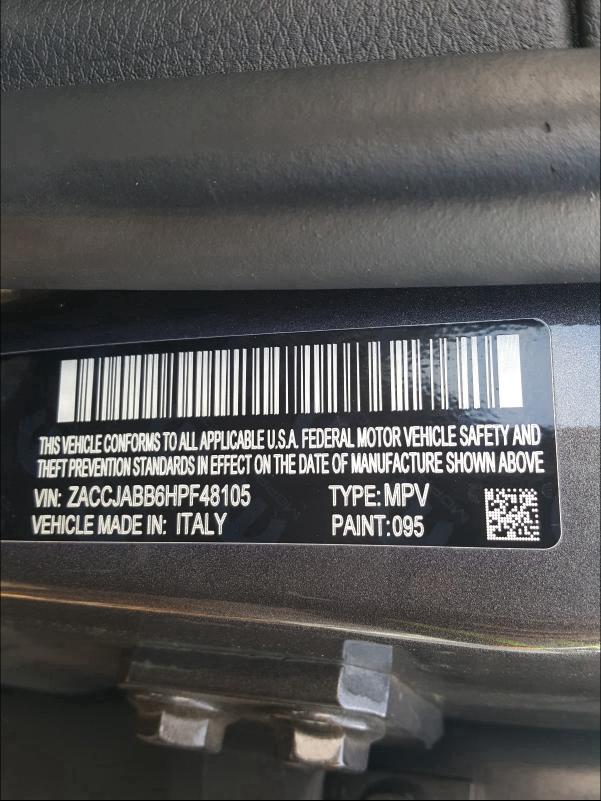 THIS VEHICLE CONFORMS TO ALL APPLICABLE U.S.A. FEDERAL MOTOR VEHICLE SAFETY AND
THEFT PREVENTION STANDARDS IN EFFECT ON THE DATE OF MANUFACTURE SHOWN ABOVE
VIN: ZACCJABB6HPF48105 TYPE: MPV
VEHICLE MADE IN: ITALY PAINT: 095